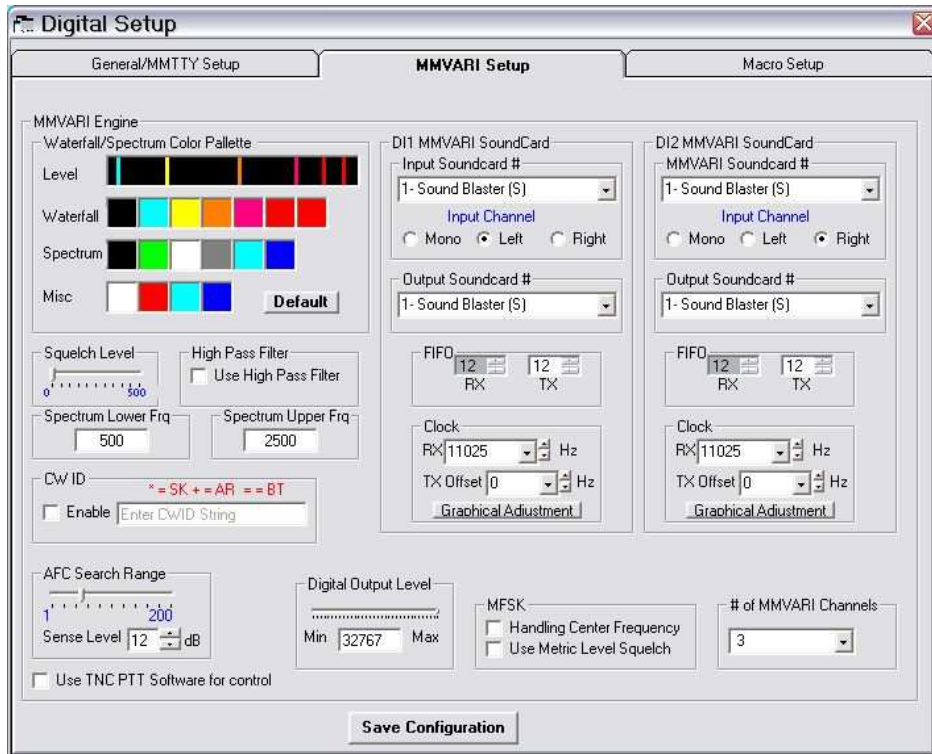 Digital Setup
General/MMTTY Setup
MMVARI Setup
Macro Setup
MMVARI Engine
Waterfall/Spectrum Color Pallette
Level
Waterfall
Spectrum
Misc
Default
Squelch Level
0 500
High Pass Filter
Use High Pass Filter
Spectrum Lower Frq
500
Spectrum Upper Frq
2500
CW ID
* = SK + = AR = = BT
Enable Enter CWID String
DI1 MMVARI SoundCard
Input Soundcard #
1- Sound Blaster (S)
Input Channel
Mono Left Right
Output Soundcard #
1- Sound Blaster (S)
FIFO
12 12
RX TX
Clock
RX 11025 Hz
TX Offset 0 Hz
Graphical Adjustment
DI2 MMVARI SoundCard
MMVARI Soundcard #
1- Sound Blaster (S)
Input Channel
Mono Left Right
Output Soundcard #
1- Sound Blaster (S)
FIFO
12 12
RX TX
Clock
RX 11025 Hz
TX Offset 0 Hz
Graphical Adjustment
AFC Search Range
1 200
Sense Level 12 dB
Digital Output Level
Min 32767 Max
MFSK
Handling Center Frequency
Use Metric Level Squelch
# of MMVARI Channels
3
Use TNC PTT Software for control
Save Configuration